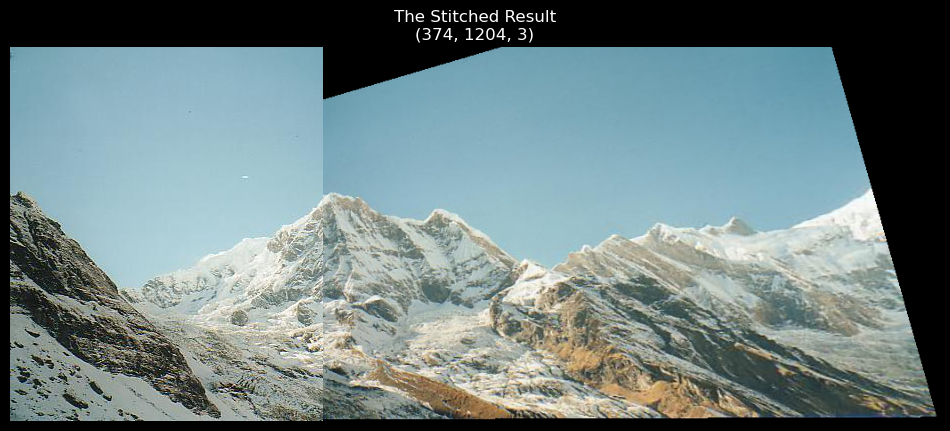 The Stitched Result
(374, 1204, 3)